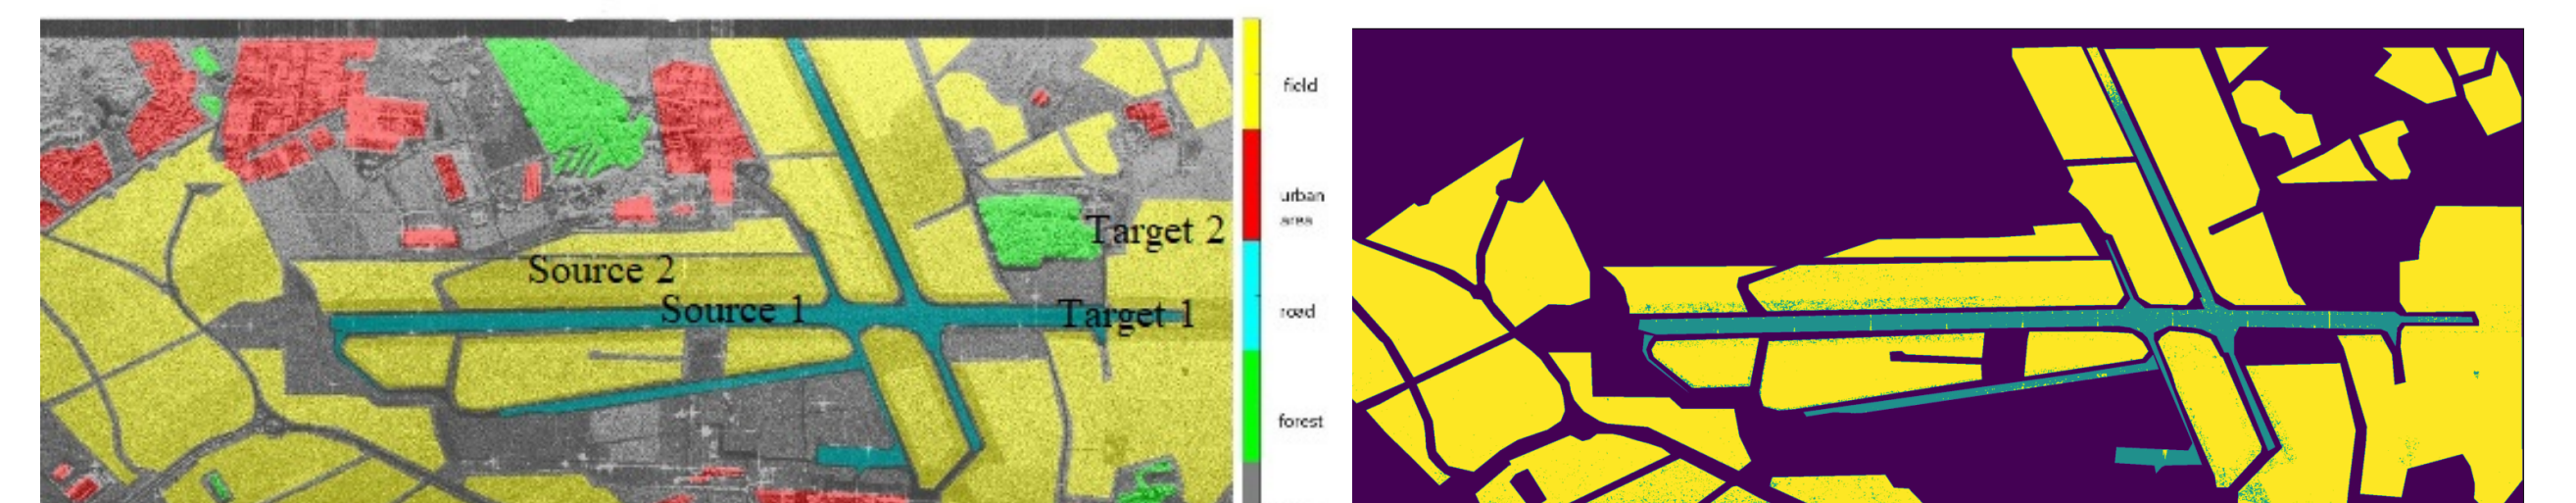 field
urban
area
Target 2
Source 2
Source 1
Target 1
road
forest